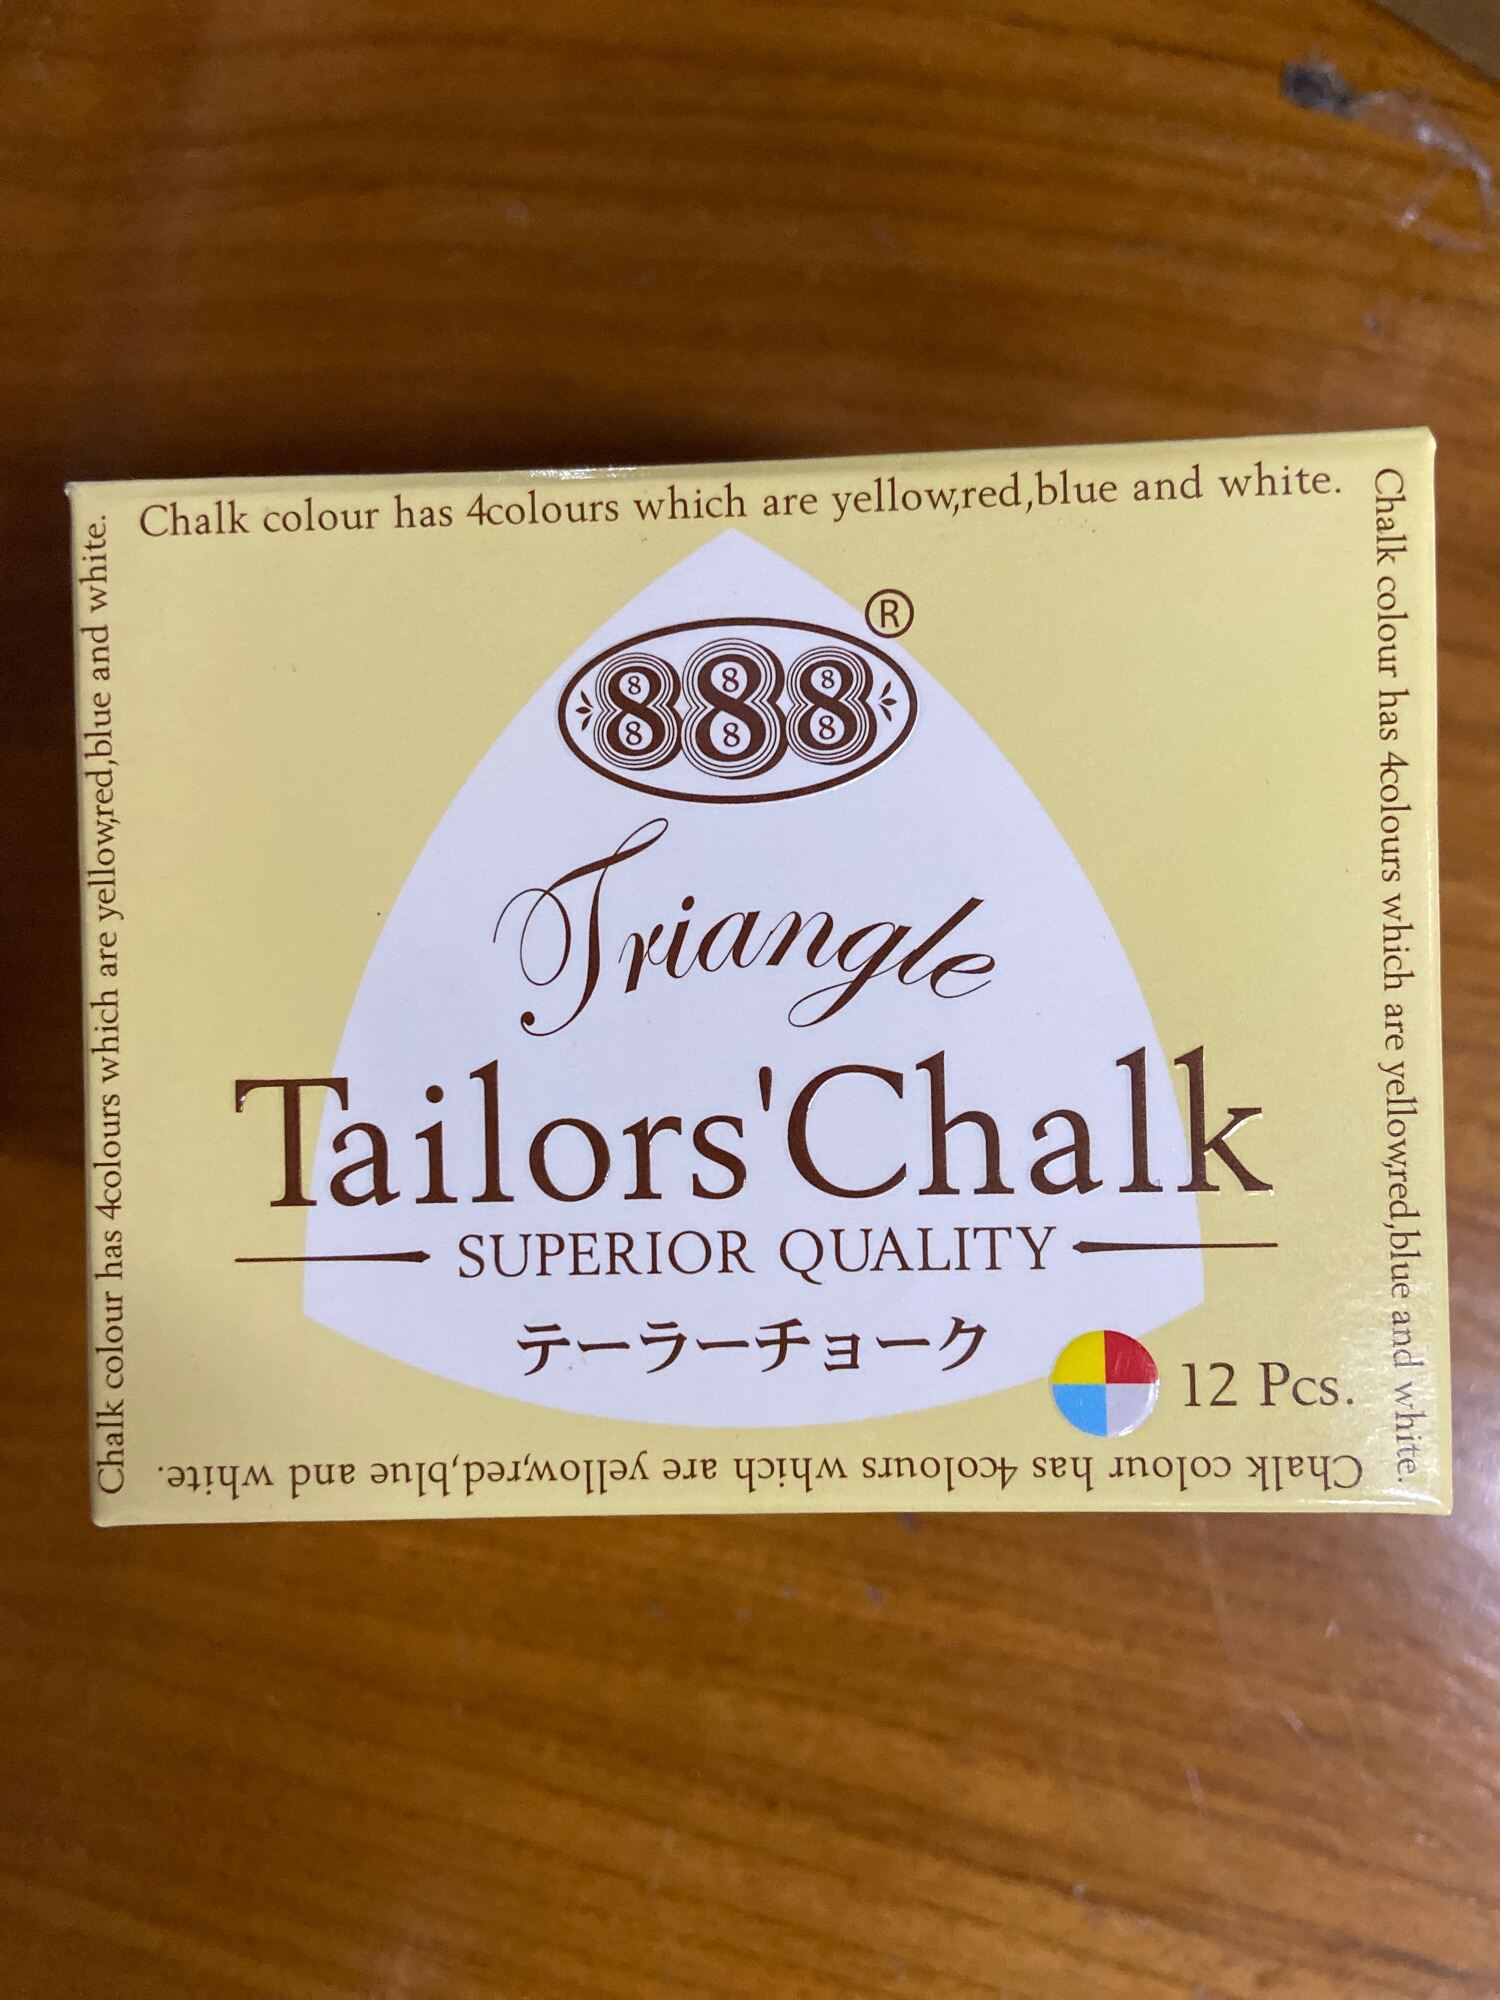 Chalk colour has 4colours which are yellow,red,blue and white.
888
®
Triangle
Tailors'Chalk
SUPERIOR QUALITY
テーラーチョーク
12 Pcs.
Chalk colour has 4colours which are yellow,red,blue and white.
Chalk colour has 4colours which are yellow,red,blue and white.
Chalk colour has 4colours which are yellow,red,blue and white.